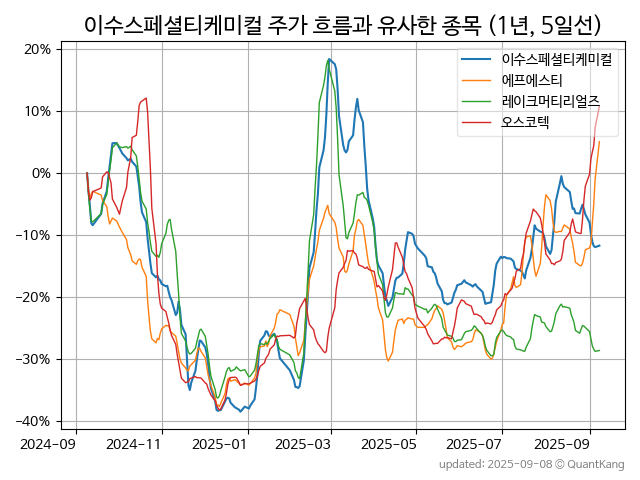 이수스페셜티케미컬 주가 흐름과 유사한 종목 (1년, 5일선)
20%
10%
0%
−10%
−20%
−30%
−40%
이수스페셜티케미컬
에프에스티
레이크머티리얼즈
오스코텍
2024-09 2024-11 2025-01 2025-03 2025-05 2025-07 2025-09
updated: 2025-09-08 © QuantKang